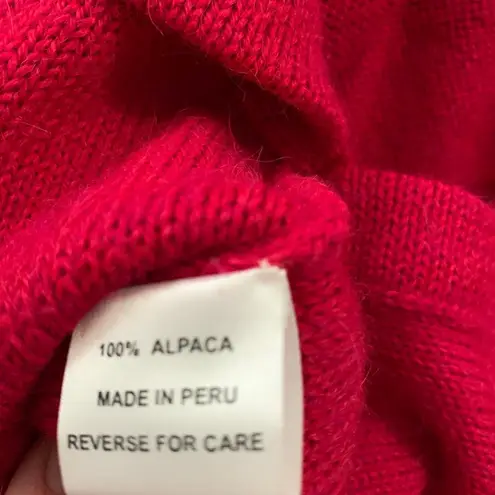 100% ALPACA
MADE IN PERU
REVERSE FOR CARE